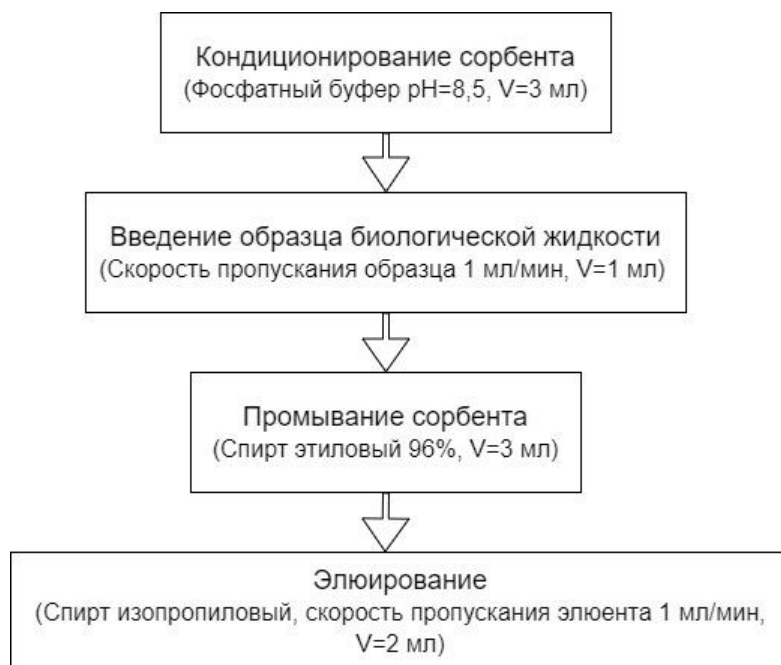 Кондиционирование сорбента
(Фосфатный буфер pH=8,5, V=3 мл)
Введение образца биологической жидкости
(Скорость пропускания образца 1 мл/мин, V=1 мл)
Промывание сорбента
(Спирт этиловый 96%, V=3 мл)
Элюирование
(Спирт изопропиловый, скорость пропускания элюента 1 мл/мин,
V=2 мл)